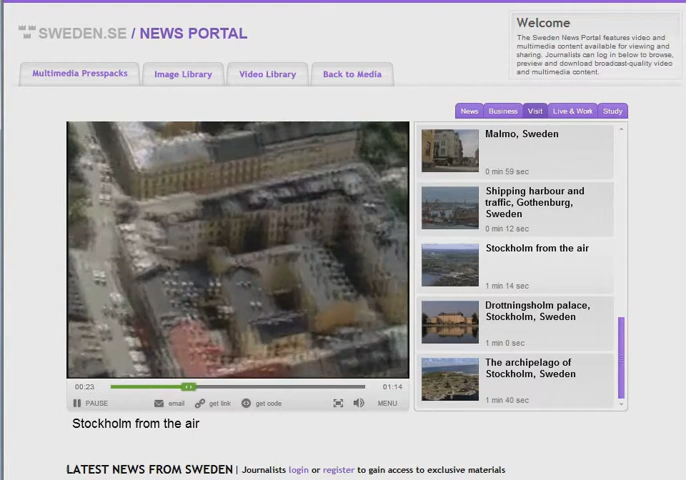 SWEDEN.SE / NEWS PORTAL
Welcome
The Sweden News Portal features video and
multimedia content available for viewing and
sharing. Journalists can log in below to browse,
preview and download broadcast-quality video
and multimedia content.
Multimedia Presspacks
Image Library
Video Library
Back to Media
News
Business
Visit
Live & Work
Study
Malmo, Sweden
0 min 59 sec
Shipping harbour and
traffic, Gothenburg,
Sweden
0 min 12 sec
Stockholm from the air
1 min 14 sec
Drottningsholm palace,
Stockholm, Sweden
1 min 0 sec
The archipelago of
Stockholm, Sweden
1 min 40 sec
00:23
01:14
PAUSE
email
get link
get code
MENU
Stockholm from the air
LATEST NEWS FROM SWEDEN | Journalists login or register to gain access to exclusive materials